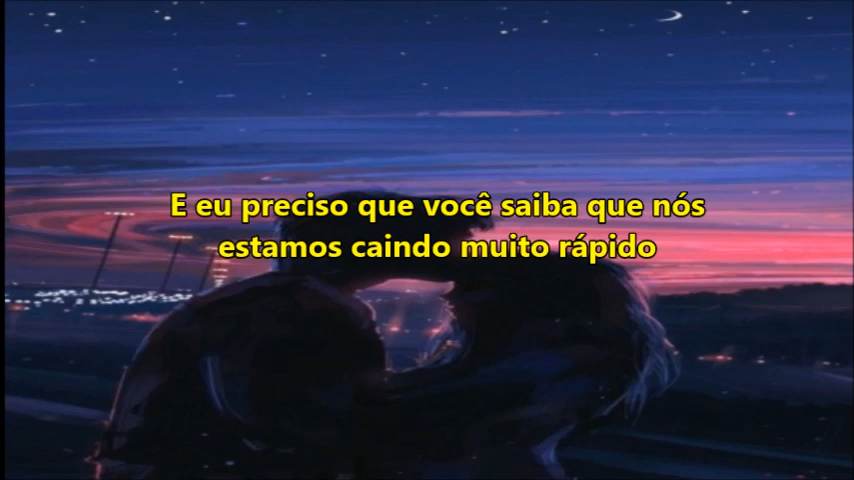 E eu preciso que você saiba que nós
estamos caindo muito rápido